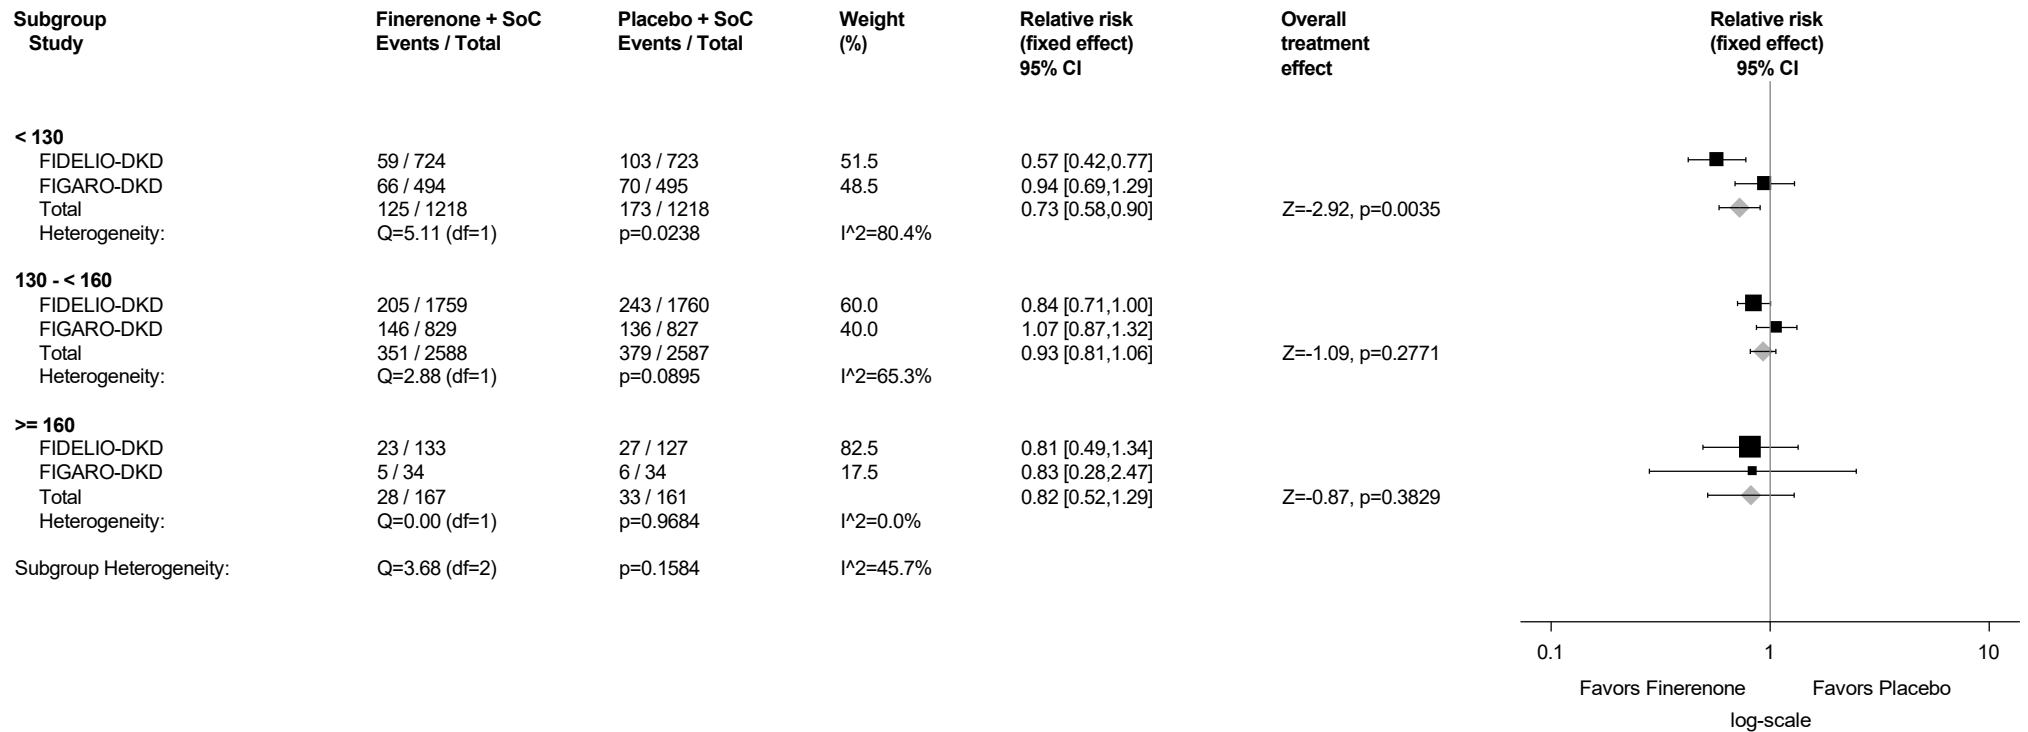 Subgroup Finerenone + SoC Placebo + SoC Weight Relative risk Overall Relative risk
Study Events / Total Events / Total (%) (fixed effect) treatment (fixed effect)
95% CI effect 95% CI
< 130
FIDELIO-DKD 59 / 724 103 / 723 51.5 0.57 [0.42,0.77]
FIGARO-DKD 66 / 494 70 / 495 48.5 0.94 [0.69,1.29]
Total 125 / 1218 173 / 1218 0.73 [0.58,0.90] Z=-2.92, p=0.0035
Heterogeneity: Q=5.11 (df=1) p=0.0238 I^2=80.4%
130 - < 160
FIDELIO-DKD 205 / 1759 243 / 1760 60.0 0.84 [0.71,1.00]
FIGARO-DKD 146 / 829 136 / 827 40.0 1.07 [0.87,1.32]
Total 351 / 2588 379 / 2587 0.93 [0.81,1.06] Z=-1.09, p=0.2771
Heterogeneity: Q=2.88 (df=1) p=0.0895 I^2=65.3%
>= 160
FIDELIO-DKD 23 / 133 27 / 127 82.5 0.81 [0.49,1.34]
FIGARO-DKD 5 / 34 6 / 34 17.5 0.83 [0.28,2.47]
Total 28 / 167 33 / 161 0.82 [0.52,1.29] Z=-0.87, p=0.3829
Heterogeneity: Q=0.00 (df=1) p=0.9684 I^2=0.0%
Subgroup Heterogeneity: Q=3.68 (df=2) p=0.1584 I^2=45.7%
0.1 1 10
Favors Finerenone Favors Placebo
log-scale